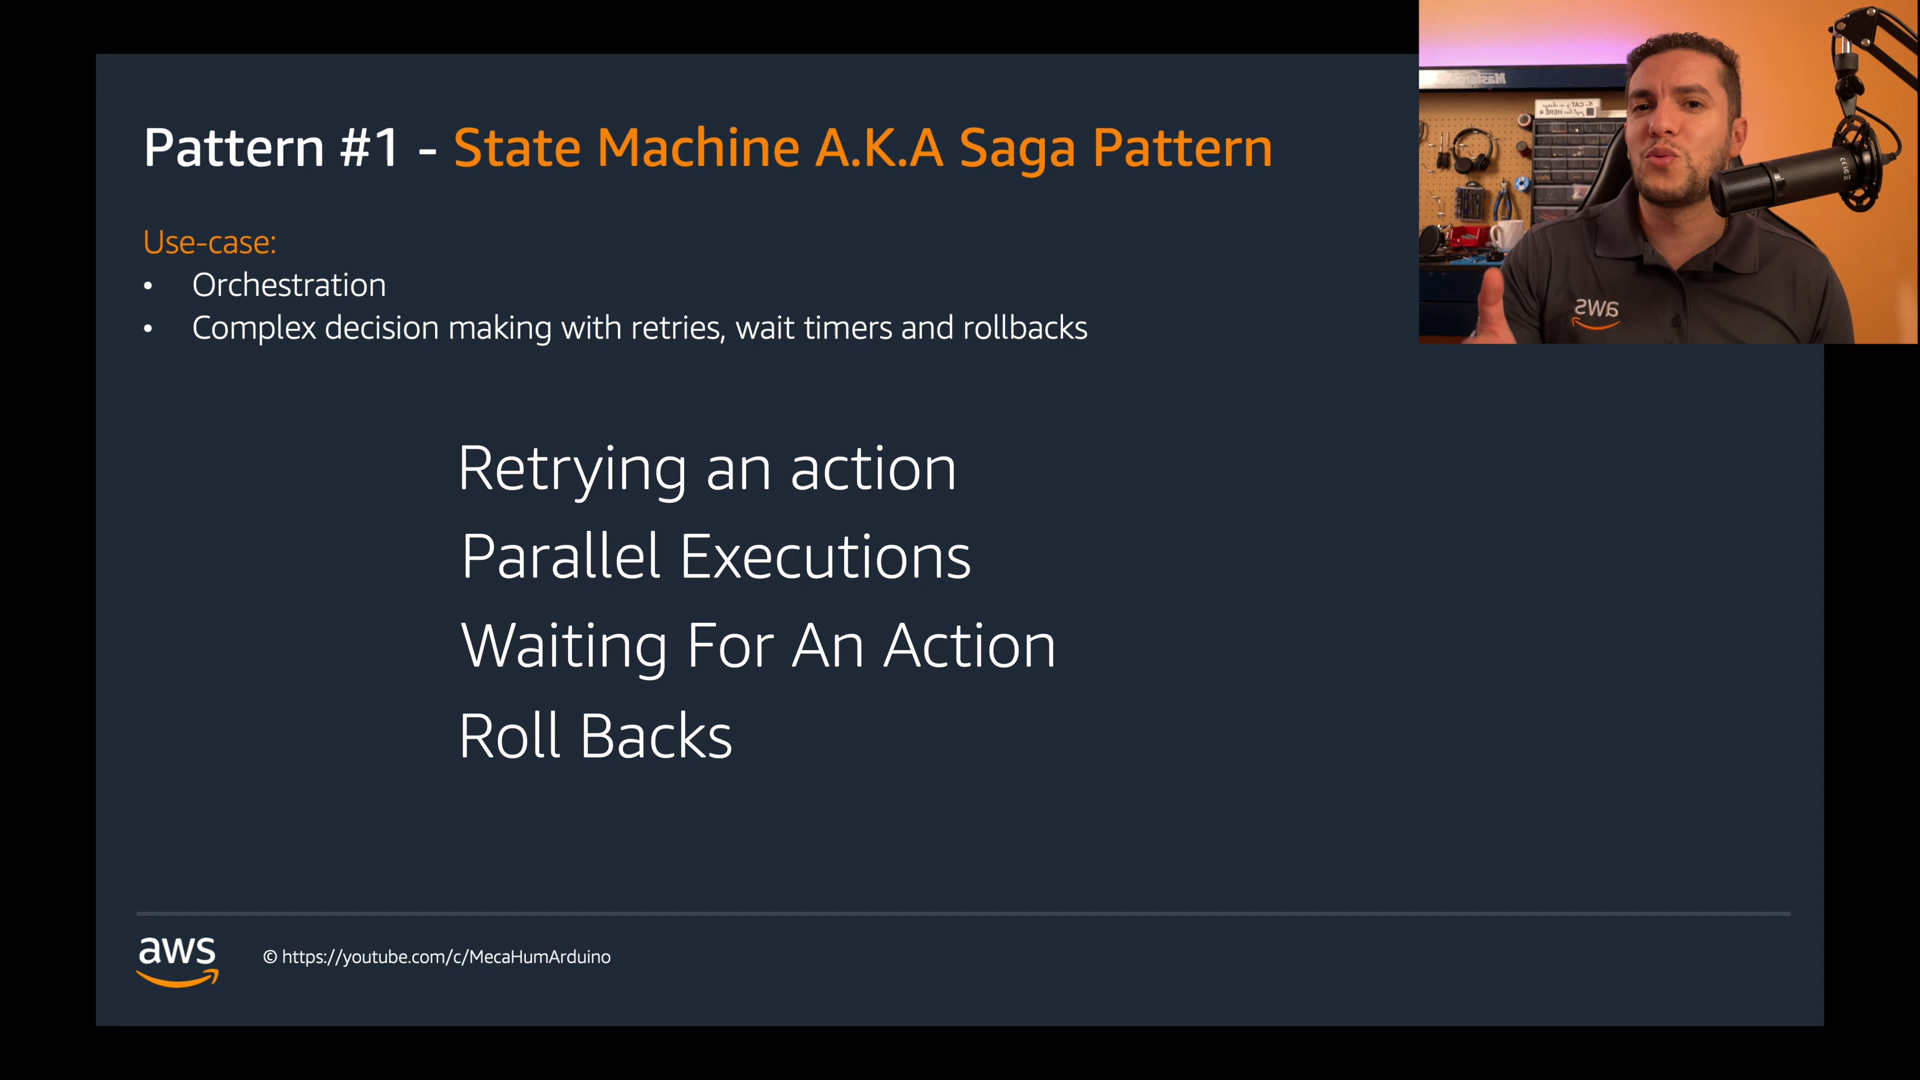 Pattern #1 - State Machine A.K.A Saga Pattern
Use-case:
• Orchestration
• Complex decision making with retries, wait timers and rollbacks
Retrying an action
Parallel Executions
Waiting For An Action
Roll Backs
aws
© https://youtube.com/c/MecaHumArduino
aws